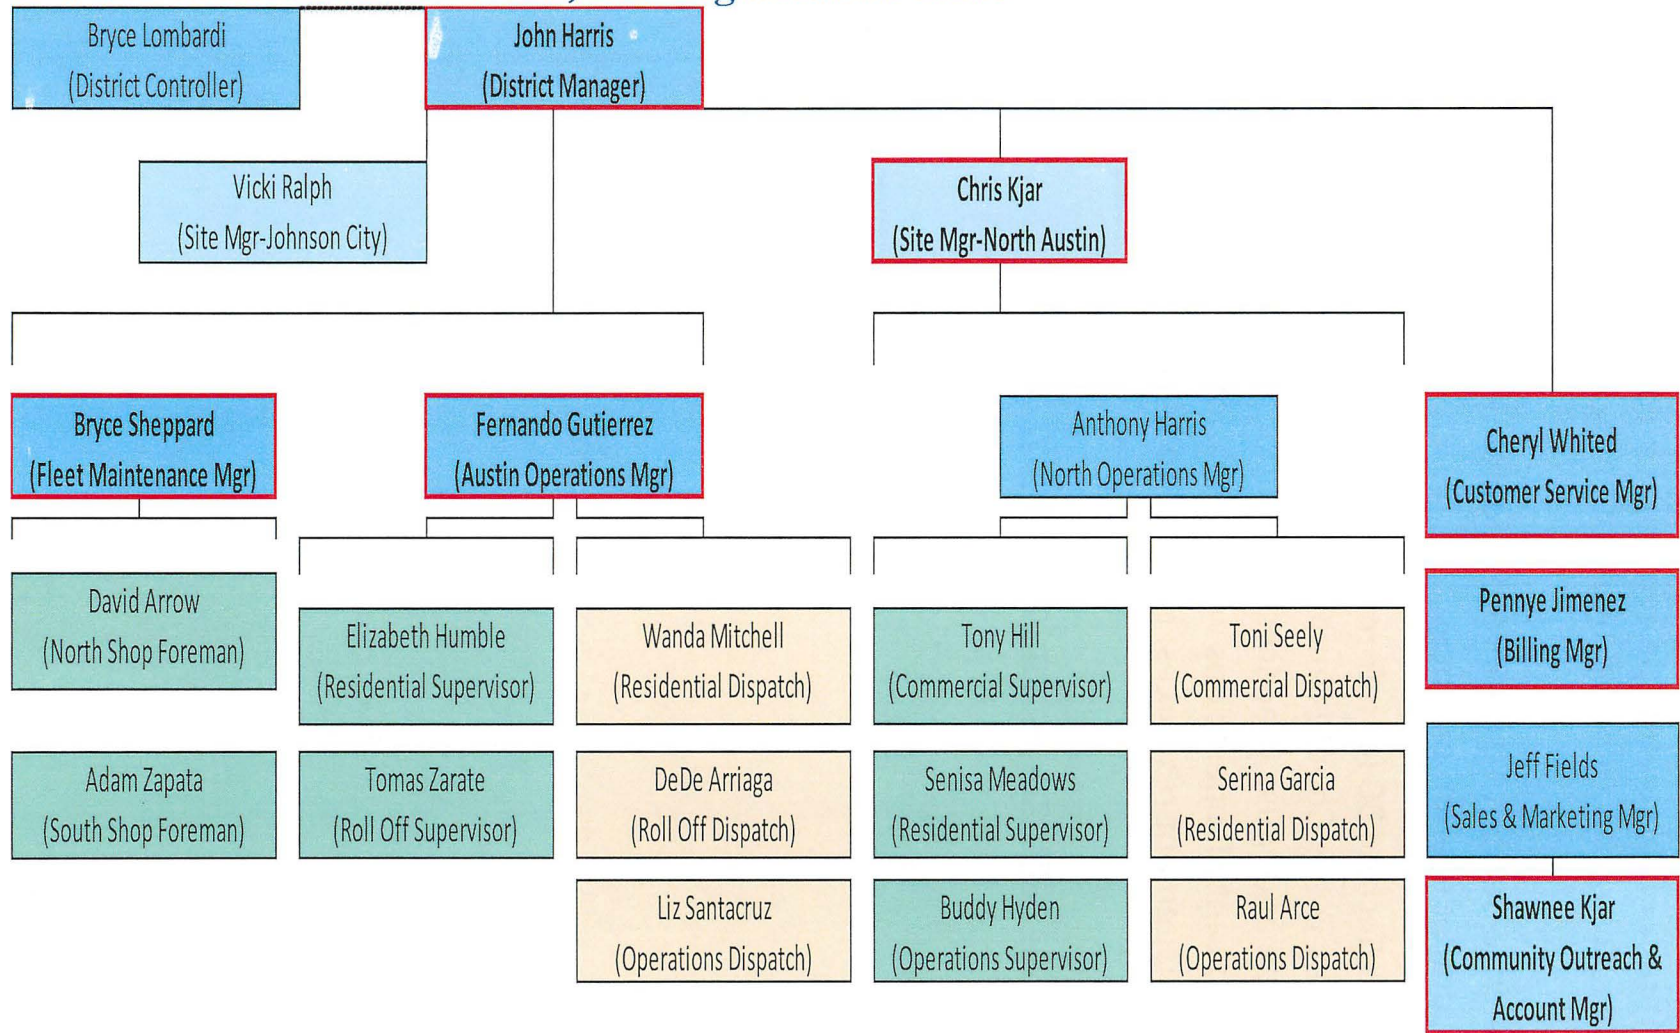 Bryce Lombardi
(District Controller)
John Harris
(District Manager)
Vicki Ralph
(Site Mgr-Johnson City)
Chris Kjar
(Site Mgr-North Austin)
Bryce Sheppard
(Fleet Maintenance Mgr)
Fernando Gutierrez
(Austin Operations Mgr)
Anthony Harris
(North Operations Mgr)
Cheryl Whited
(Customer Service Mgr)
David Arrow
(North Shop Foreman)
Elizabeth Humble
(Residential Supervisor)
Wanda Mitchell
(Residential Dispatch)
Tony Hill
(Commercial Supervisor)
Toni Seely
(Commercial Dispatch)
Pennye Jimenez
(Billing Mgr)
Adam Zapata
(South Shop Foreman)
Tomas Zarate
(Roll Off Supervisor)
DeDe Arriaga
(Roll Off Dispatch)
Senisa Meadows
(Residential Supervisor)
Serina Garcia
(Residential Dispatch)
Jeff Fields
(Sales & Marketing Mgr)
Liz Santacruz
(Operations Dispatch)
Buddy Hyden
(Operations Supervisor)
Raul Arce
(Operations Dispatch)
Shawnee Kjar
(Community Outreach &
Account Mgr)